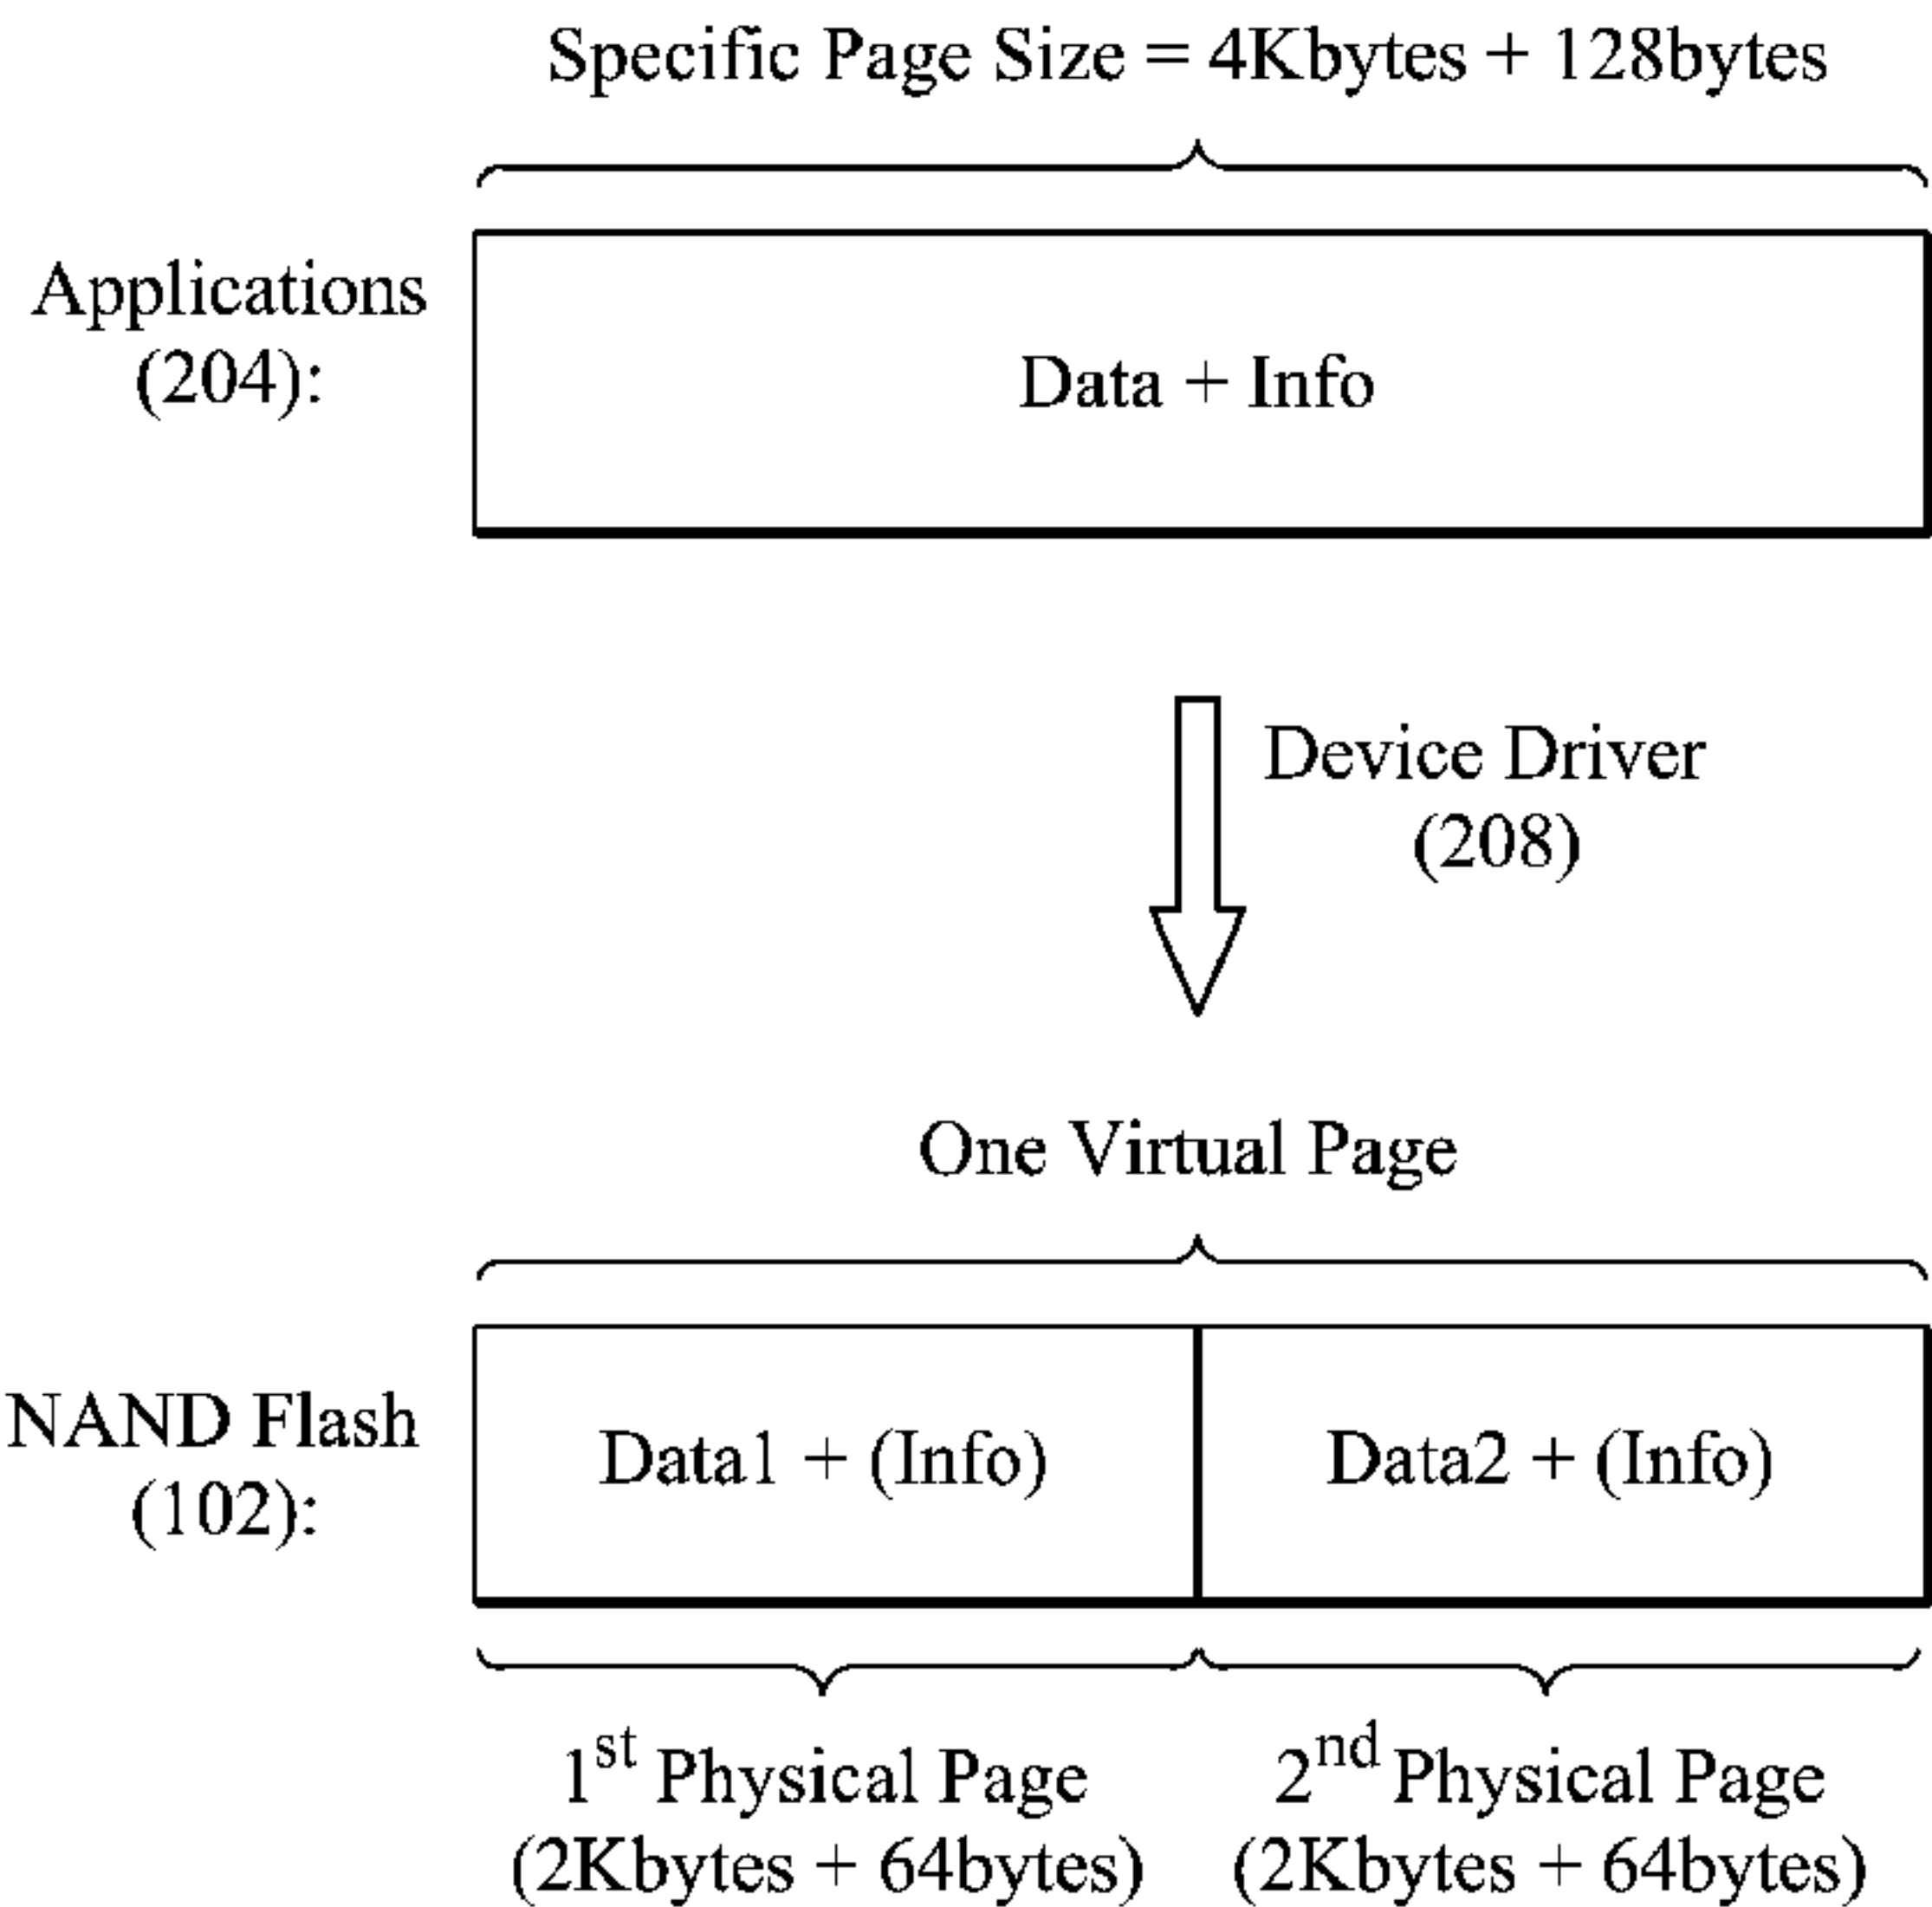 Specific Page Size = 4Kbytes + 128bytes
Applications
(204):
Data + Info
Device Driver
(208)
One Virtual Page
NAND Flash
(102):
Data1 + (Info)
Data2 + (Info)
1st Physical Page
(2Kbytes + 64bytes)
2nd Physical Page
(2Kbytes + 64bytes)